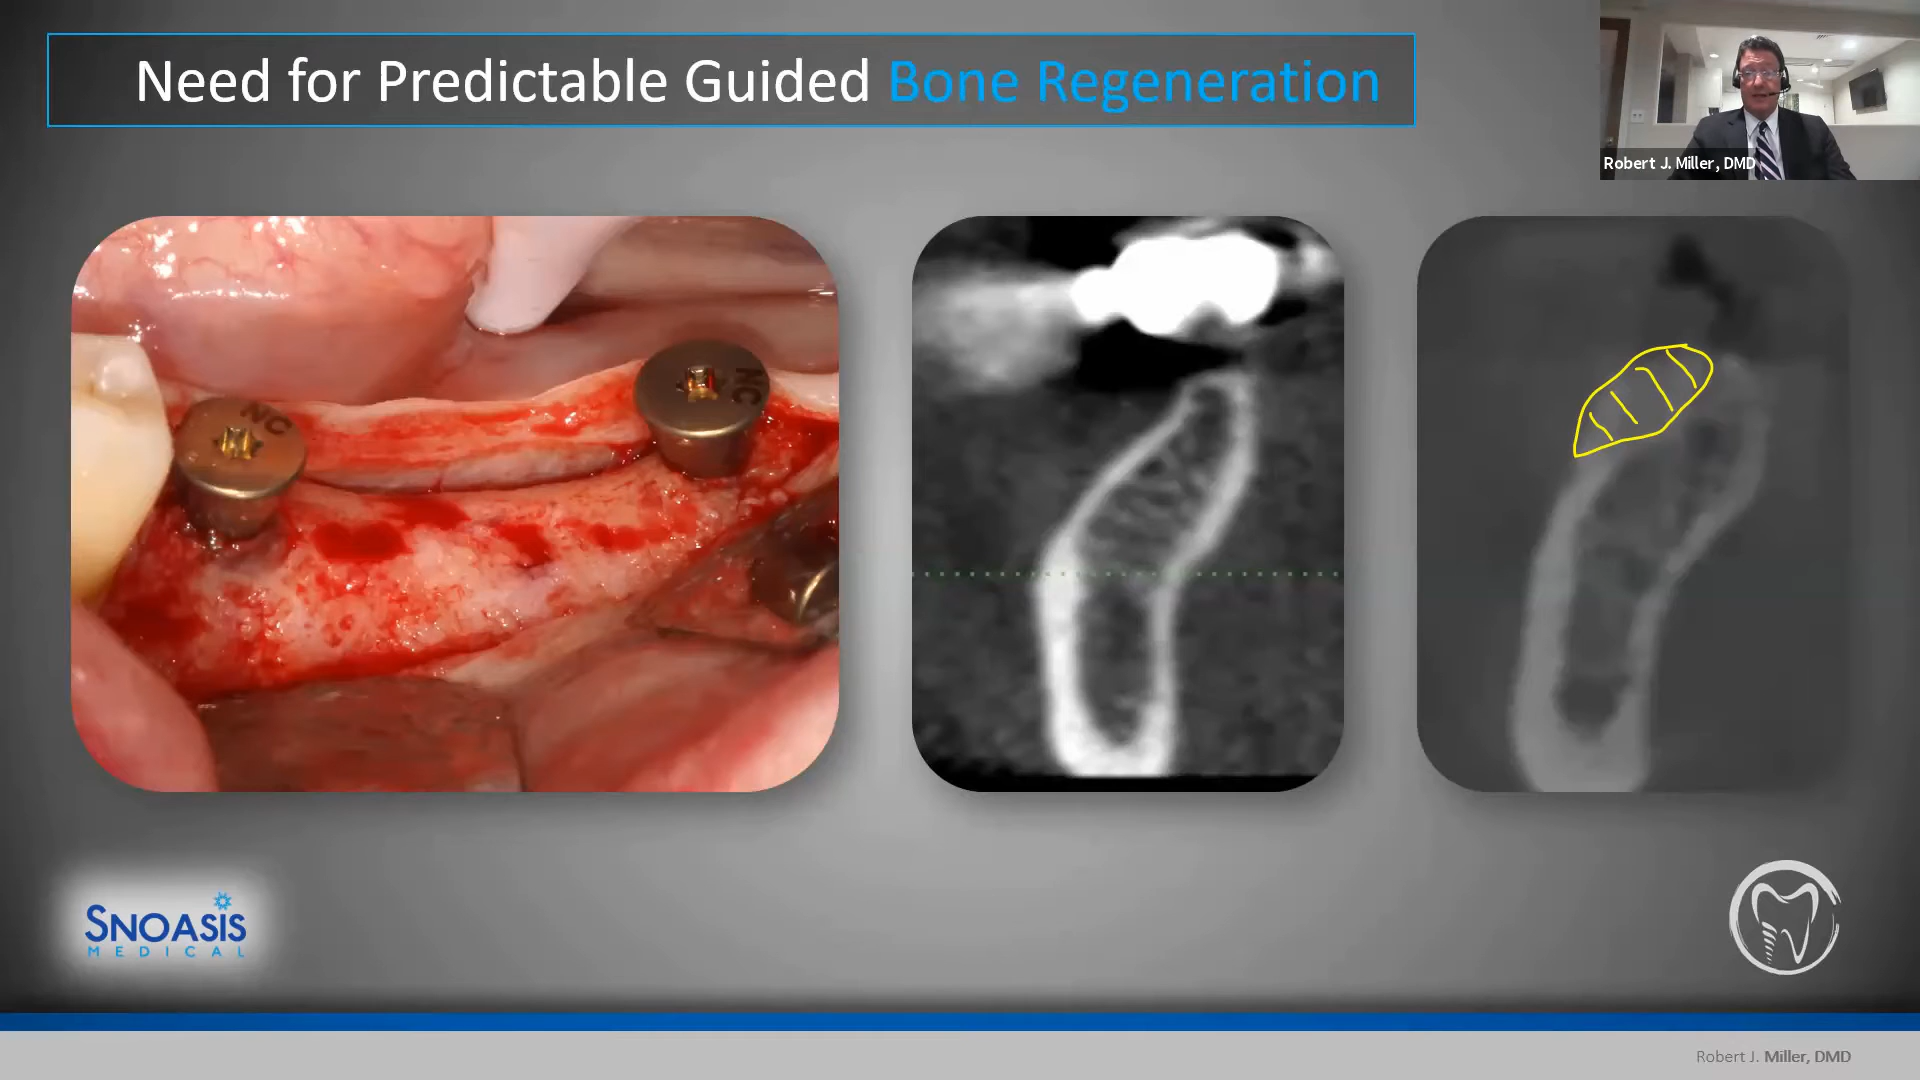 Need for Predictable Guided Bone Regeneration
Robert J. Miller, DMD
NC
NC
SNOASIS
MEDICAL
Robert J. Miller, DMD